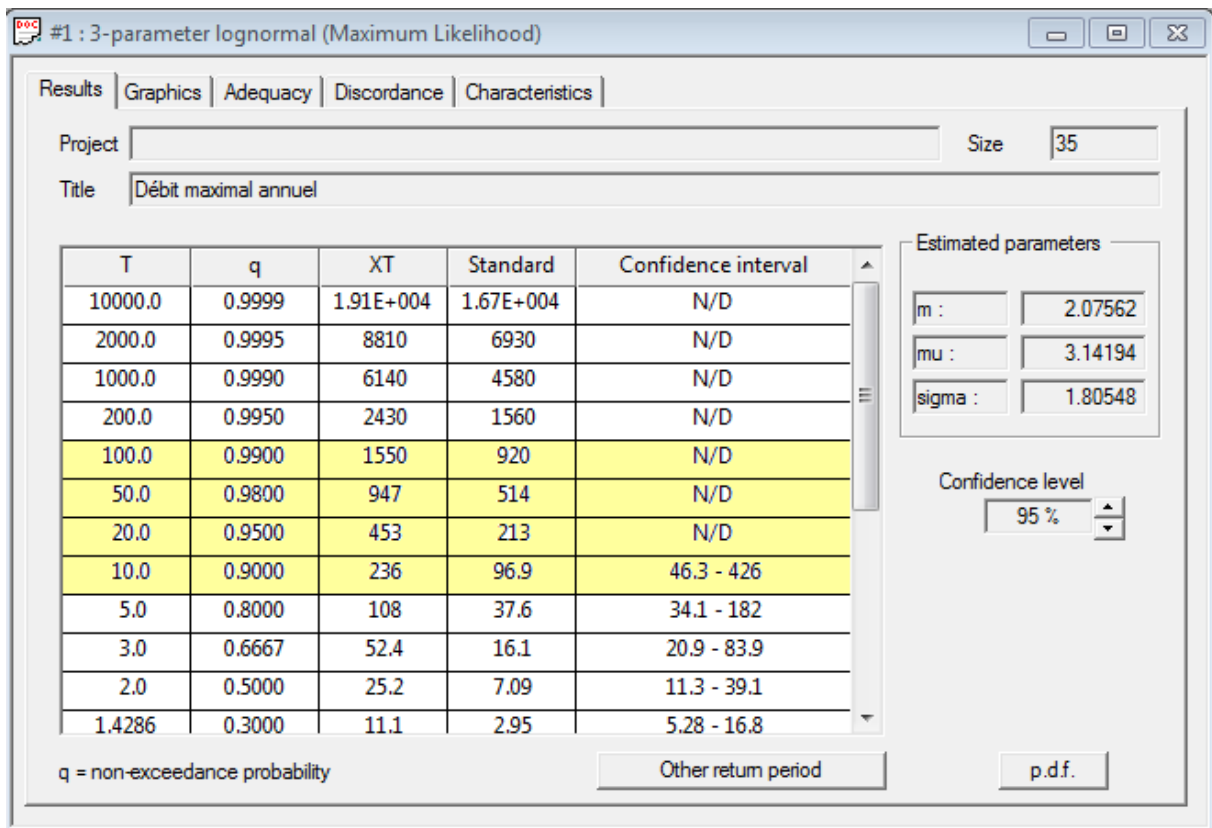 #1 : 3-parameter lognormal (Maximum Likelihood)
Results Graphics Adequacy Discordance Characteristics
Project Size 35
Title Débit maximal annuel
T q XT Standard Confidence interval
10000.0 0.9999 1.91E+004 1.67E+004 N/D
2000.0 0.9995 8810 6930 N/D
1000.0 0.9990 6140 4580 N/D
200.0 0.9950 2430 1560 N/D
100.0 0.9900 1550 920 N/D
50.0 0.9800 947 514 N/D
20.0 0.9500 453 213 N/D
10.0 0.9000 236 96.9 46.3 - 426
5.0 0.8000 108 37.6 34.1 - 182
3.0 0.6667 52.4 16.1 20.9 - 83.9
2.0 0.5000 25.2 7.09 11.3 - 39.1
1.4286 0.3000 11.1 2.95 5.28 - 16.8
Estimated parameters
m : 2.07562
mu : 3.14194
sigma : 1.80548
Confidence level
95 %
q = non-exceedance probability
Other return period
p.d.f.
DOC